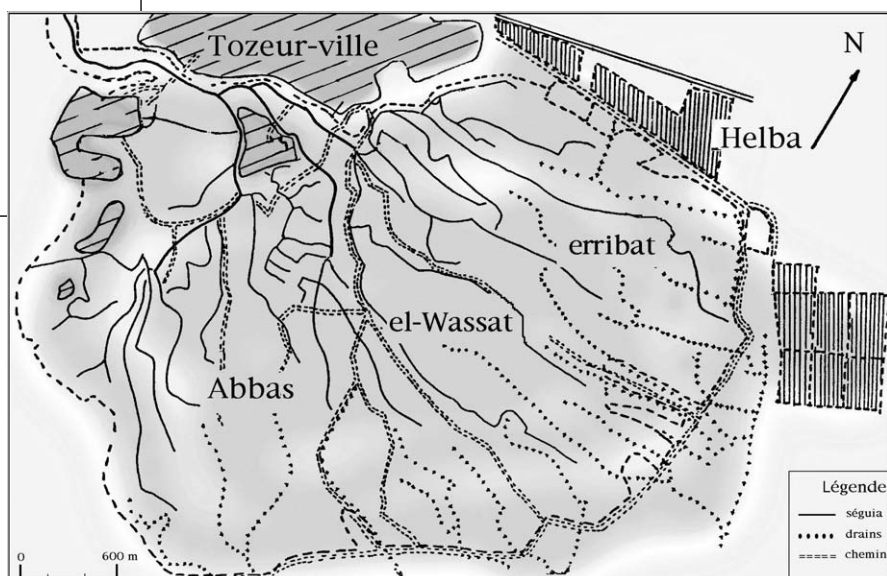 Tozeur-ville
N
Helba
erribat
el-Wassat
Abbas
Légende
séguia
drains
chemin
0 600 m